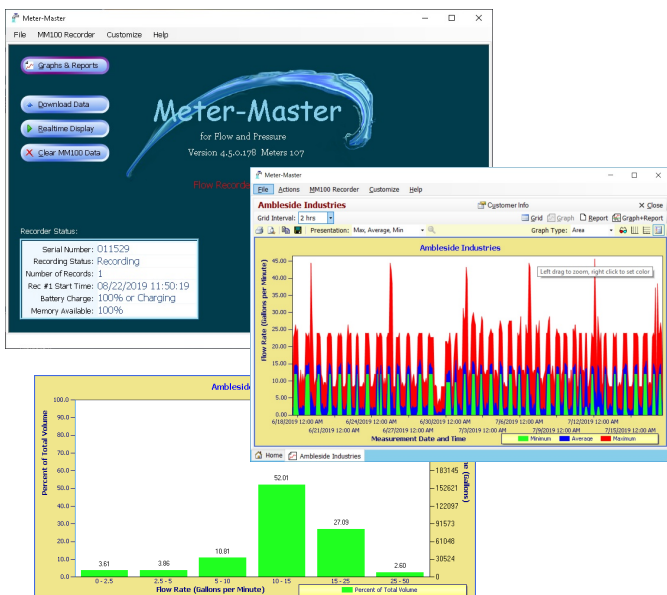 Meter-Master
File MM100 Recorder Customize Help
Graphs & Reports
Download Data
Realtime Display
Clear MM100 Data
Meter-Master
for Flow and Pressure
Version 4.5.0.178 Meters 107
Flow Recorde
Recorder Status:
Serial Number: 011529
Recording Status: Recording
Number of Records: 1
Rec #1 Start Time: 08/22/2019 11:50:19
Battery Charge: 100% or Charging
Memory Available: 100%
Meter-Master
File Actions MM100 Recorder Customize Help
Ambleside Industries Customer Info Close
Grid Interval: 2 hrs Grid Graph Report Graph+Report
Presentation: Max, Average, Min Graph Type: Area
Ambleside Industries
Left drag to zoom, right click to set color
Flow Rate (Gallons per Minute)
45.00
40.00
35.00
30.00
25.00
20.00
15.00
10.00
5.00
0.00
6/18/2019 12:00 AM 6/24/2019 12:00 AM 6/30/2019 12:00 AM 7/6/2019 12:00 AM 7/12/2019 12:00 AM
6/21/2019 12:00 AM 6/27/2019 12:00 AM 7/3/2019 12:00 AM 7/9/2019 12:00 AM 7/15/2019 12:00 AM
Measurement Date and Time
Minimum Average Maximum
Home Ambleside Industries
Ambleside
Percent of Total Volume
100.0
90.0
80.0
70.0
60.0
50.0
40.0
30.0
20.0
10.0
0.0
3.61
3.86
10.81
52.01
27.09
2.60
183145
152621
122097
91573
61048
30524
0
ne (Gallons)
0 - 2.5 2.5 - 5 5 - 10 10 - 15 15 - 25 25 - 50
Flow Rate (Gallons per Minute)
Percent of Total Volume